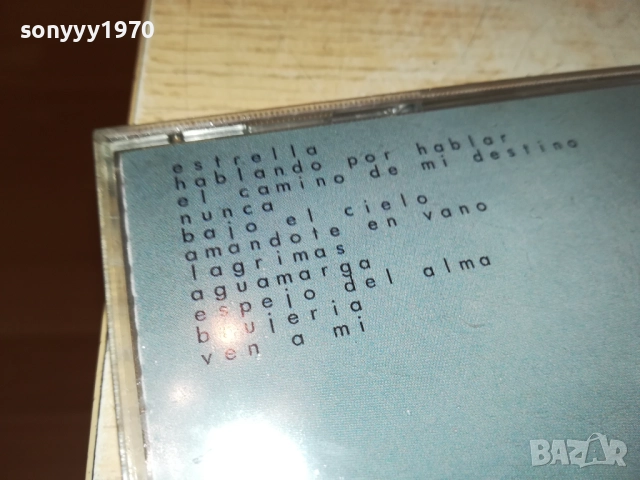 sonyyy1970
estrella
hablando por hablar
el camino de mi destino
nunca
bajo el cielo
amandote en vano
lagrimas
aguamarga
espejo del alma
bujeria
ven a mi
BAZAR